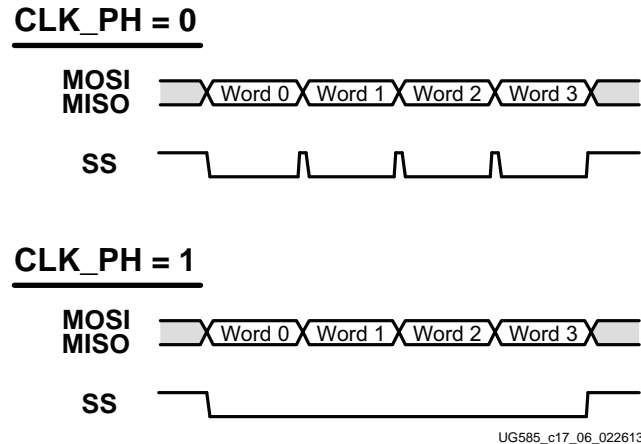 CLK_PH = 0
MOSI
MISO
Word 0 Word 1 Word 2 Word 3
SS
CLK_PH = 1
MOSI
MISO
Word 0 Word 1 Word 2 Word 3
SS
UG585_c17_06_022613